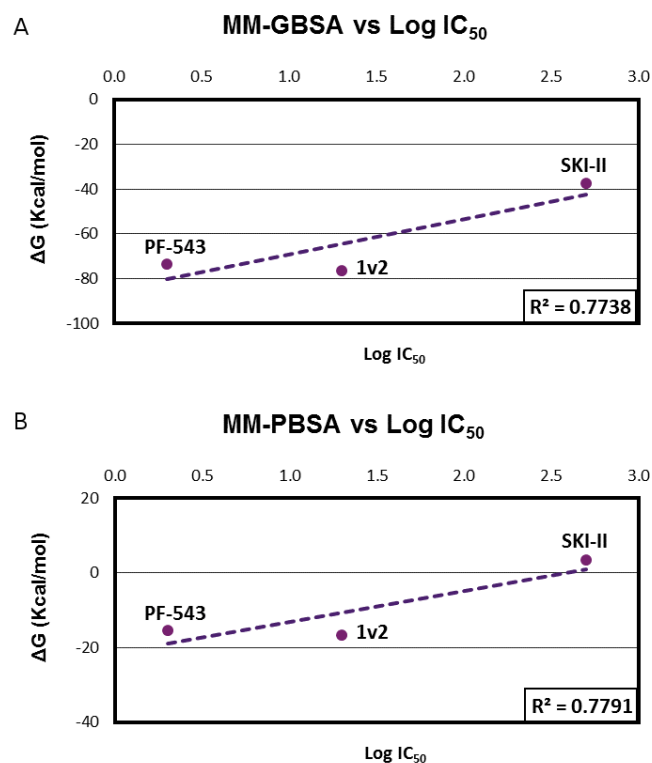 A
MM-GBSA vs Log IC₅₀
0.0 0.5 1.0 1.5 2.0 2.5 3.0
0
-20
-40
-60
-80
-100
ΔG (Kcal/mol)
SKI-II
PF-543
1v2
R² = 0.7738
Log IC₅₀
B
MM-PBSA vs Log IC₅₀
0.0 0.5 1.0 1.5 2.0 2.5 3.0
20
0
-20
-40
ΔG (Kcal/mol)
SKI-II
PF-543
1v2
R² = 0.7791
Log IC₅₀